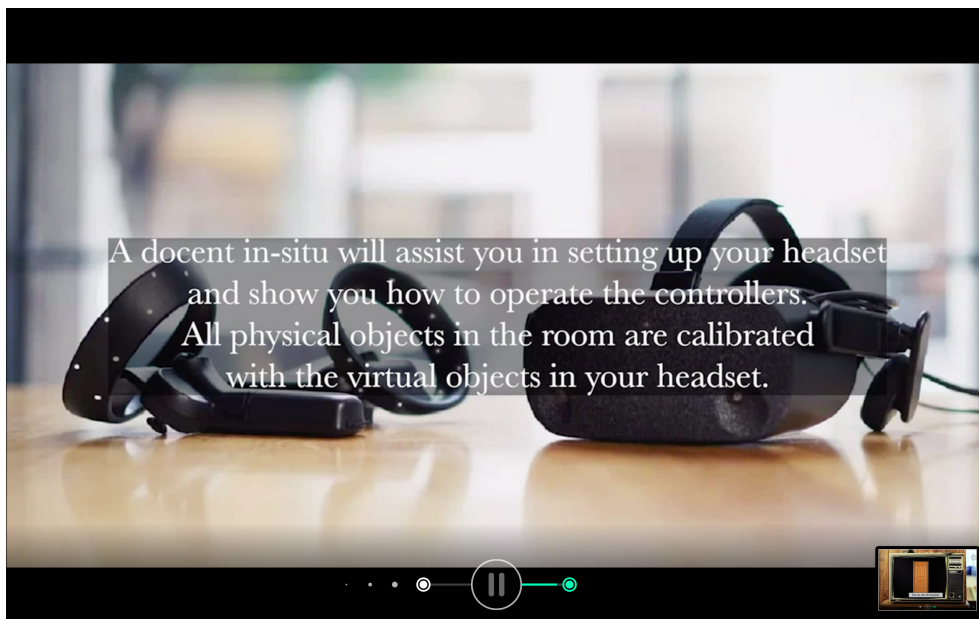 A docent in-situ will assist you in setting up your headset
and show you how to operate the controllers.
All physical objects in the room are calibrated
with the virtual objects in your headset.